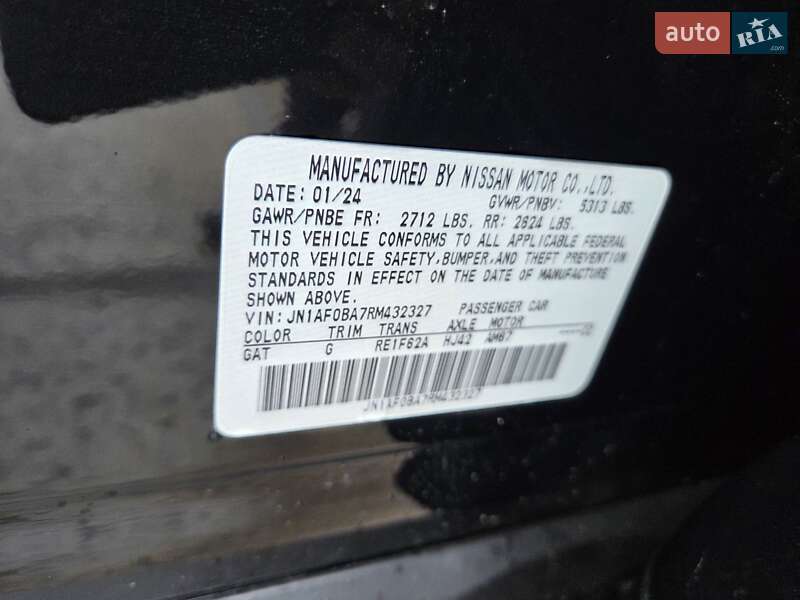 auto RIA.com
MANUFACTURED BY NISSAN MOTOR CO.,LTD.
DATE: 01/24 GVWR/PNBV: 5313 LBS.
GAWR/PNBE FR: 2712 LBS. RR: 2624 LBS.
THIS VEHICLE CONFORMS TO ALL APPLICABLE FEDERAL
MOTOR VEHICLE SAFETY,BUMPER,AND THEFT PREVENTION
STANDARDS IN EFFECT ON THE DATE OF MANUFACTURE
SHOWN ABOVE.
VIN:JN1AF0BA7RM432327 PASSENGER CAR
COLOR TRIM TRANS AXLE MOTOR
GAT G RE1F62A HJ42 AM67
JN1AF0BA7RM432327